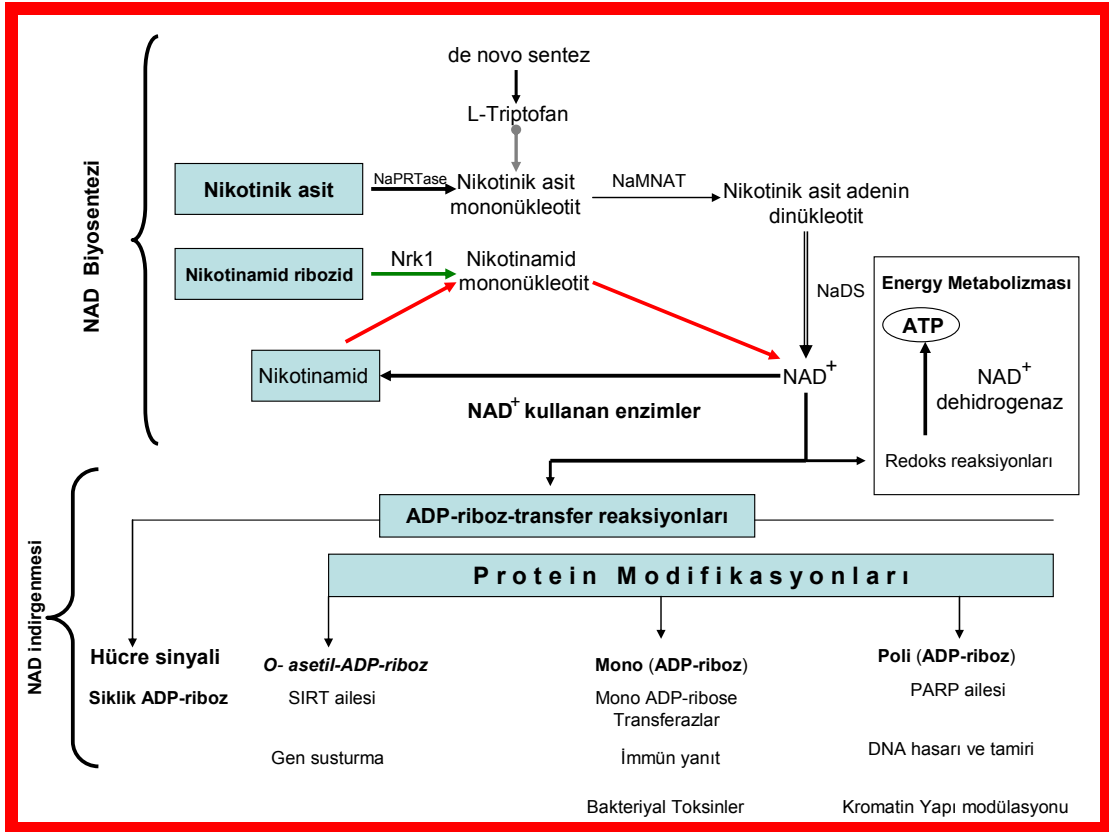 de novo sentez
L-Triptofan
NAD Biyosentezi
Nikotinik asit
NaPRTase
Nikotinik asit
mononükleotit
NaMNAT
Nikotinik asit adenin
dinükleotit
Nikotinamid ribozid
Nrk1
Nikotinamid
mononükleotit
NaDS
Energy Metabolizması
ATP
NAD+
dehidrogenaz
Redoks reaksiyonları
Nikotinamid
NAD+
NAD+ kullanan enzimler
NAD indirgenmesi
ADP-riboz-transfer reaksiyonları
Protein Modifikasyonları
Hücre sinyali
Siklik ADP-riboz
O- asetil-ADP-riboz
SIRT ailesi
Gen susturma
Mono (ADP-riboz)
Mono ADP-ribose
Transferazlar
İmmün yanıt
Bakteriyal Toksinler
Poli (ADP-riboz)
PARP ailesi
DNA hasarı ve tamiri
Kromatin Yapı modülasyonu